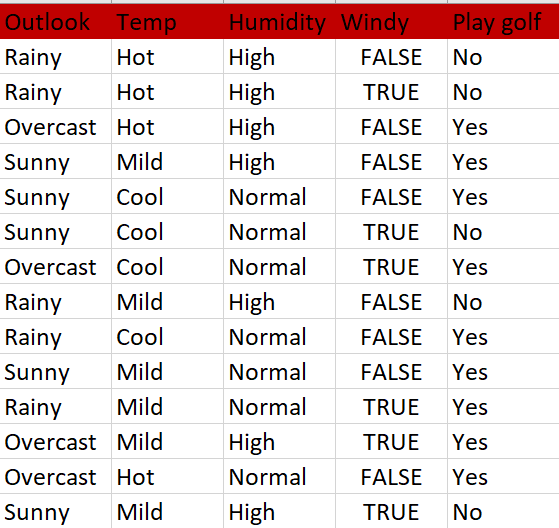 Outlook Temp Humidity Windy Play golf
Rainy Hot High FALSE No
Rainy Hot High TRUE No
Overcast Hot High FALSE Yes
Sunny Mild High FALSE Yes
Sunny Cool Normal FALSE Yes
Sunny Cool Normal TRUE No
Overcast Cool Normal TRUE Yes
Rainy Mild High FALSE No
Rainy Cool Normal FALSE Yes
Sunny Mild Normal FALSE Yes
Rainy Mild Normal TRUE Yes
Overcast Mild High TRUE Yes
Overcast Hot Normal FALSE Yes
Sunny Mild High TRUE No